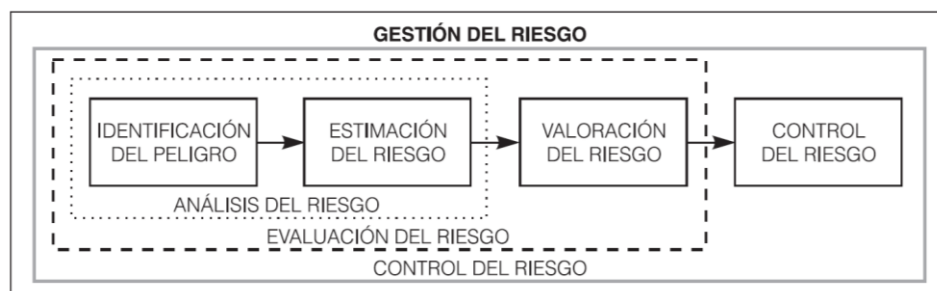 GESTIÓN DEL RIESGO
IDENTIFICACIÓN
DEL PELIGRO
ESTIMACIÓN
DEL RIESGO
VALORACIÓN
DEL RIESGO
CONTROL
DEL RIESGO
ANÁLISIS DEL RIESGO
EVALUACIÓN DEL RIESGO
CONTROL DEL RIESGO